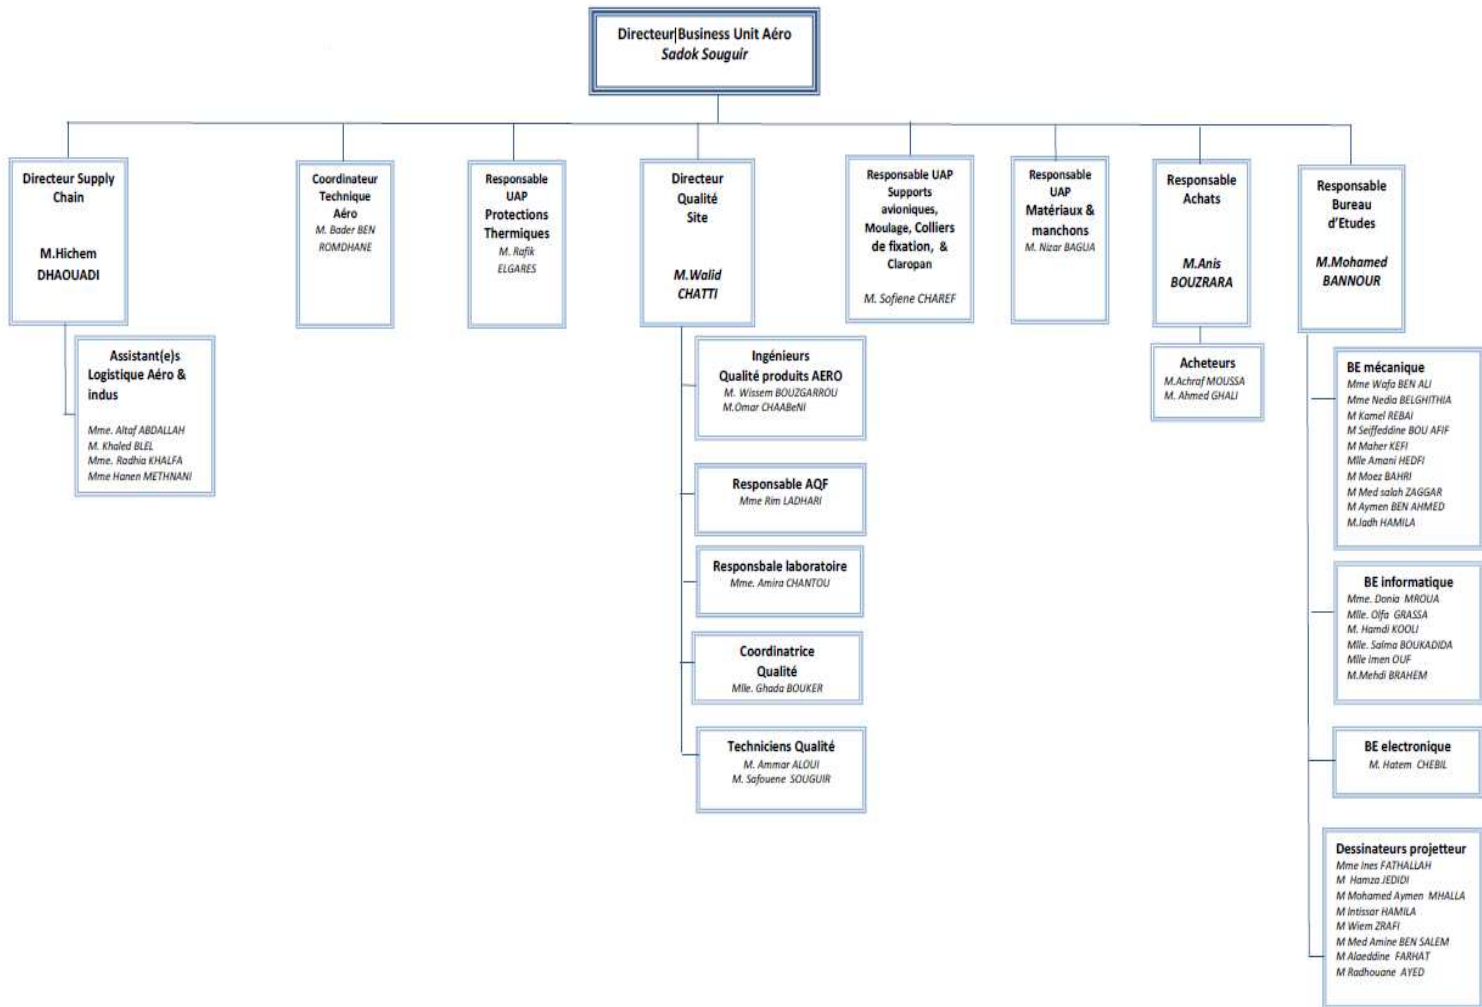 Directeur Business Unit Aéro
Sadok Souguir
Directeur Supply
Chain
M.Hichem
DHAOUADI
Assistant(e)s
Logistique Aéro &
indus
Mme. Altaf ABDALLAH
M. Khaled BLEL
Mme. Radhia KHALFA
Mme Hanen METHNANI
Coordinateur
Technique
Aéro
M. Bader BEN
ROMDHANE
Responsable
UAP
Protections
Thermiques
M. Rafik
ELGARES
Directeur
Qualité
Site
M.Walid
CHATTI
Ingénieurs
Qualité produits AERO
M. Wissem BOUZGARROU
M.Omar CHAABeNI
Responsable AQF
Mme Rim LADHARI
Responsbale laboratoire
Mme. Amira CHANTOU
Coordinatrice
Qualité
Mlle. Ghada BOUKER
Techniciens Qualité
M. Ammar ALOUI
M. Safouene SOUGUIR
Responsable UAP
Supports
avioniques,
Moulage, Colliers
de fixation, &
Claropan
M. Sofiene CHAREF
Responsable
UAP
Matériaux &
manchons
M. Nizar BAGUA
Responsable
Achats
M.Anis
BOUZRARA
Acheteurs
M.Achraf MOUSSA
M. Ahmed GHALI
Responsable
Bureau
d'Etudes
M.Mohamed
BANNOUR
BE mécanique
Mme Wafa BEN ALI
Mme Nedia BELGHITHIA
M Kamel REBAI
M Seiffeddine BOU AFIF
M Maher KEFI
Mlle Amani HEDFI
M Moez BAHRI
M Med salah ZAGGAR
M Aymen BEN AHMED
M.Iadh HAMILA
BE informatique
Mme. Donia MROUA
Mlle. Olfa GRASSA
M. Hamdi KOOLI
Mlle. Salma BOUKADIDA
Mlle Imen OUF
M.Mehdi BRAHEM
BE electronique
M. Hatem CHEBIL
Dessinateurs projetteur
Mme Ines FATHALLAH
M Hamza JEDIDI
M Mohamed Aymen MHALLA
M Intissar HAMILA
M Wiem ZRAFI
M Med Amine BEN SALEM
M Alaeddine FARHAT
M Radhouane AYED